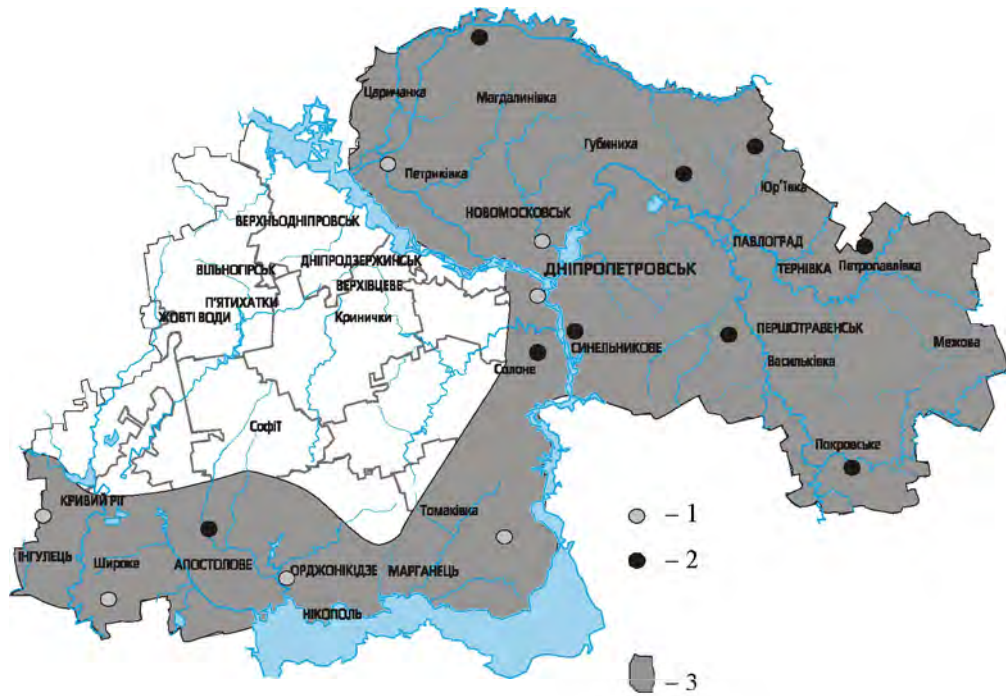 Царичанка
Магдалинівка
Губиниха
Петриківка
Юр'ївка
НОВОМОСКОВСЬК
ВЕРХНЬОДНІПРОВСЬК
ПАВЛОГРАД
ДНІПРОДЗЕРЖИНСЬК
ДНІПРОПЕТРОВСЬК
ТЕРНІВКА
Петропавлівка
ВІЛЬНОГІРСЬК
ВЕРХІВЦЕВЕ
П'ЯТИХАТКИ
ЖОВТІ ВОДИ
Кринички
ПЕРШОТРАВЕНСЬК
СИНЕЛЬНИКОВЕ
Межова
Васильківка
Солоне
Софії
Покровське
КРИВИЙ РІГ
Томаківка
– 1
ІНГУЛЕЦЬ
Широке
АПОСТОЛОВЕ
ОРДЖОНІКІДЗЕ
МАРГАНЕЦЬ
– 2
НІКОПОЛЬ
– 3